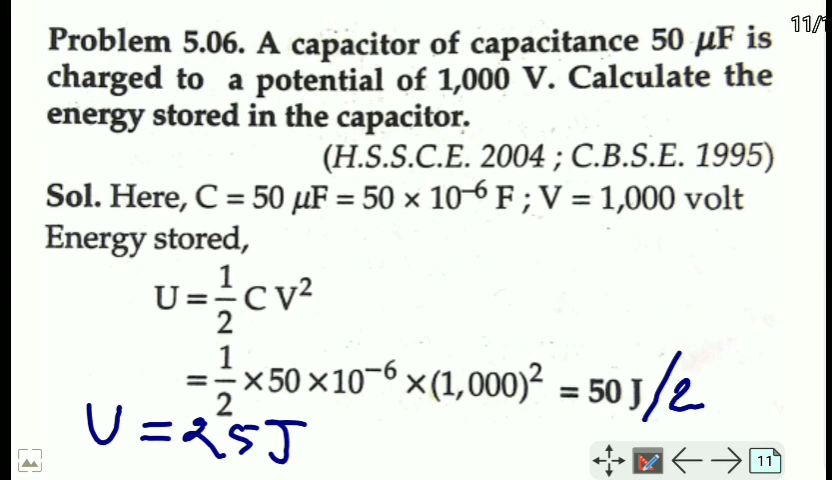 11/1
Problem 5.06. A capacitor of capacitance 50 μF is
charged to a potential of 1,000 V. Calculate the
energy stored in the capacitor.
(H.S.S.C.E. 2004 ; C.B.S.E. 1995)
Sol. Here, C = 50 μF = 50 × 10⁻⁶ F ; V = 1,000 volt
Energy stored,
U = 1/2 C V²
= 1/2 × 50 × 10⁻⁶ × (1,000)² = 50 J /2
U = 25 J
11